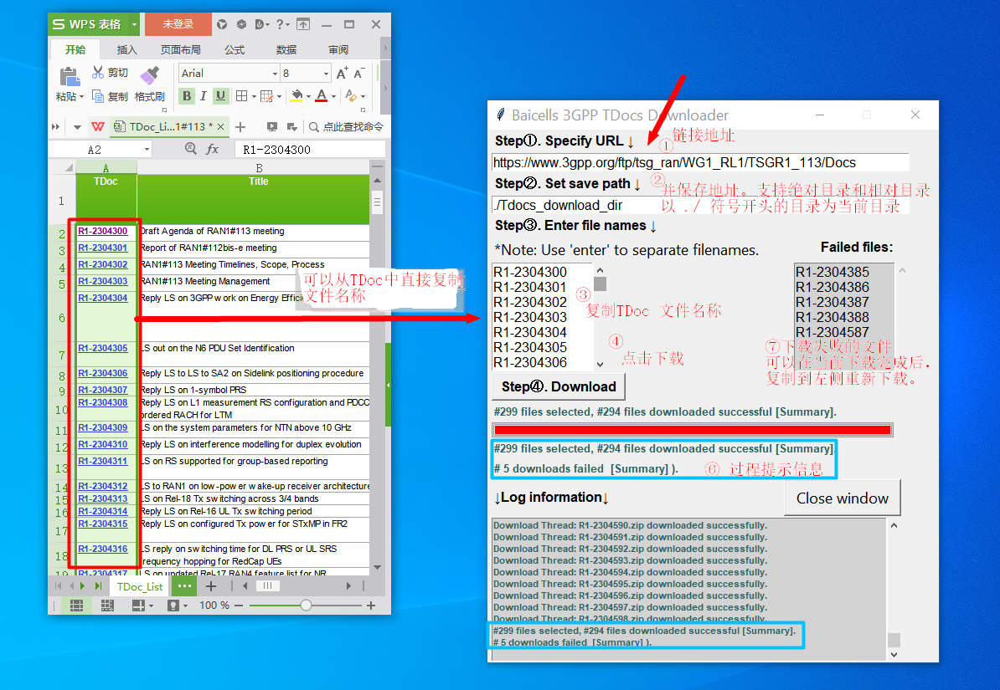 WPS 表格
未登录
开始 插入 页面布局 公式 数据 审阅
粘贴 剪切 复制 格式刷
Arial 8 A+ A-
B I U A
TDoc_Li...1#113 * × + 点此查找命令
A2 fx R1-2304300
A B
TDoc Title
1
2 R1-2304300 Draft Agenda of RAN1#113 meeting
3 R1-2304301 Report of RAN1#112bis-e meeting
4 R1-2304302 RAN1#113 Meeting Timelines, Scope, Process
5 R1-2304303 RAN1#113 Meeting Management
6 R1-2304304 Reply LS on 3GPP work on Energy Effici
7 R1-2304305 LS out on the N6 PDU Set Identification
8 R1-2304306 Reply LS to LS to SA2 on Sidelink positioning procedure
9 R1-2304307 Reply LS on 1-symbol PRS
10 R1-2304308 Reply LS on L1 measurement RS configuration and PDCC
ordered RACH for LTM
11 R1-2304309 LS on the system parameters for NTN above 10 GHz
12 R1-2304310 Reply LS on interference modelling for duplex evolution
13 R1-2304311 LS on RS supported for group-based reporting
14 R1-2304312 LS to RAN1 on low-power wake-up receiver architecture
15 R1-2304313 LS on Rel-18 Tx switching across 3/4 bands
16 R1-2304314 Reply LS on Rel-16 UL Tx switching period
17 R1-2304315 Reply LS on configured Tx power for STxMP in FR2
18 R1-2304316 LS reply on switching time for DL PRS or UL SRS
frequency hopping for RedCap UEs
19 R1-2304317 LS on updated Rel-17 RAN4 feature list for NR
TDoc_List ··· +
100 % − +
可以从TDoc中直接复制
文件名称
Baicells 3GPP TDocs Downloader
Step①. Specify URL ↓
①链接地址
https://www.3gpp.org/ftp/tsg_ran/WG1_RL1/TSGR1_113/Docs
Step②. Set save path ↓
②并保存地址。支持绝对目录和相对目录
以 ./ 符号开头的目录为当前目录
./Tdocs_download_dir
Step③. Enter file names ↓
*Note: Use 'enter' to separate filenames.
Failed files:
R1-2304300
R1-2304301
R1-2304302
R1-2304303
R1-2304304
R1-2304305
R1-2304306
③
复制TDoc 文件名称
④
点击下载
R1-2304385
R1-2304386
R1-2304387
R1-2304388
R1-2304587
⑦下载失败的文件
可以在当前下载完成后.
复制到左侧重新下载。
Step④. Download
#299 files selected, #294 files downloaded successful [Summary].
#299 files selected, #294 files downloaded successful [Summary].
# 5 downloads failed [Summary] ).
⑥ 过程提示信息
↓Log information↓
Close window
Download Thread: R1-2304590.zip downloaded successfully.
Download Thread: R1-2304591.zip downloaded successfully.
Download Thread: R1-2304592.zip downloaded successfully.
Download Thread: R1-2304593.zip downloaded successfully.
Download Thread: R1-2304594.zip downloaded successfully.
Download Thread: R1-2304595.zip downloaded successfully.
Download Thread: R1-2304596.zip downloaded successfully.
Download Thread: R1-2304597.zip downloaded successfully.
Download Thread: R1-2304598.zip downloaded successfully.
#299 files selected, #294 files downloaded successful [Summary].
# 5 downloads failed [Summary] ).